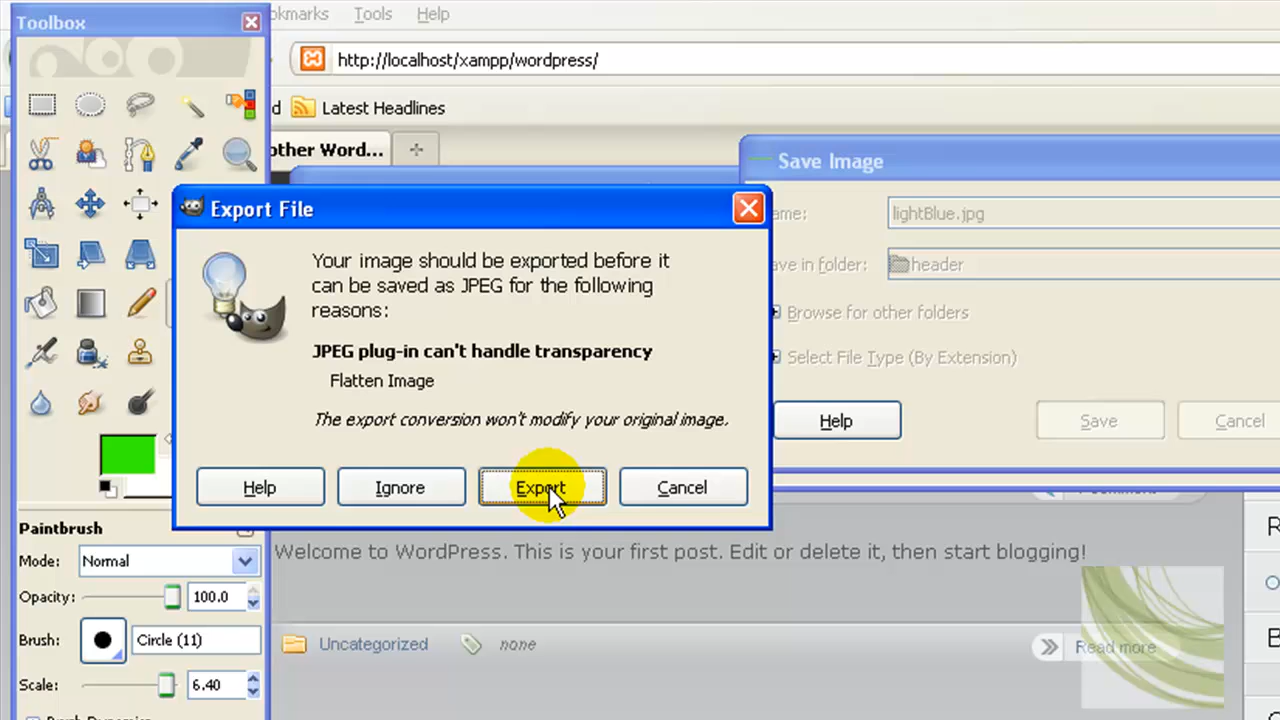 Toolbox
okmarks Tools Help
http://localhost/xampp/wordpress/
d Latest Headlines
other Word...
Save Image
Export File
ame: lightBlue.jpg
Your image should be exported before it
can be saved as JPEG for the following
reasons:
ave in folder: header
Browse for other folders
JPEG plug-in can't handle transparency
Select File Type (By Extension)
Flatten Image
The export conversion won't modify your original image.
Help Save Cancel
Help Ignore Export Cancel
Paintbrush
Welcome to WordPress. This is your first post. Edit or delete it, then start blogging!
Mode: Normal
Opacity: 100.0
Brush: Circle (11)
Uncategorized none Read more
Scale: 6.40